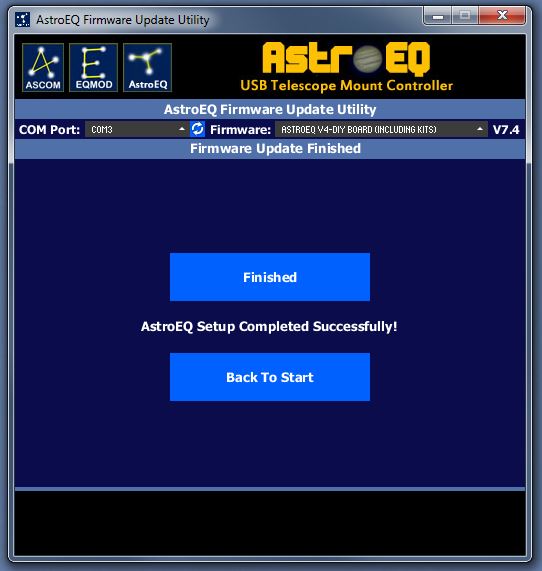 AstroEQ Firmware Update Utility
ASCOM EQMOD AstroEQ
AstroEQ
USB Telescope Mount Controller
AstroEQ Firmware Update Utility
COM Port: COM3 Firmware: ASTROEQ V4-DIY BOARD (INCLUDING KITS) V7.4
Firmware Update Finished
Finished
AstroEQ Setup Completed Successfully!
Back To Start